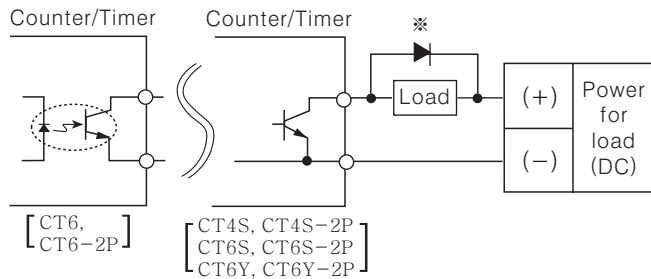 Counter/Timer
Counter/Timer
※
Load
(+)
(-)
Power
for
load
(DC)
CT6,
CT6-2P
CT4S, CT4S-2P
CT6S, CT6S-2P
CT6Y, CT6Y-2P